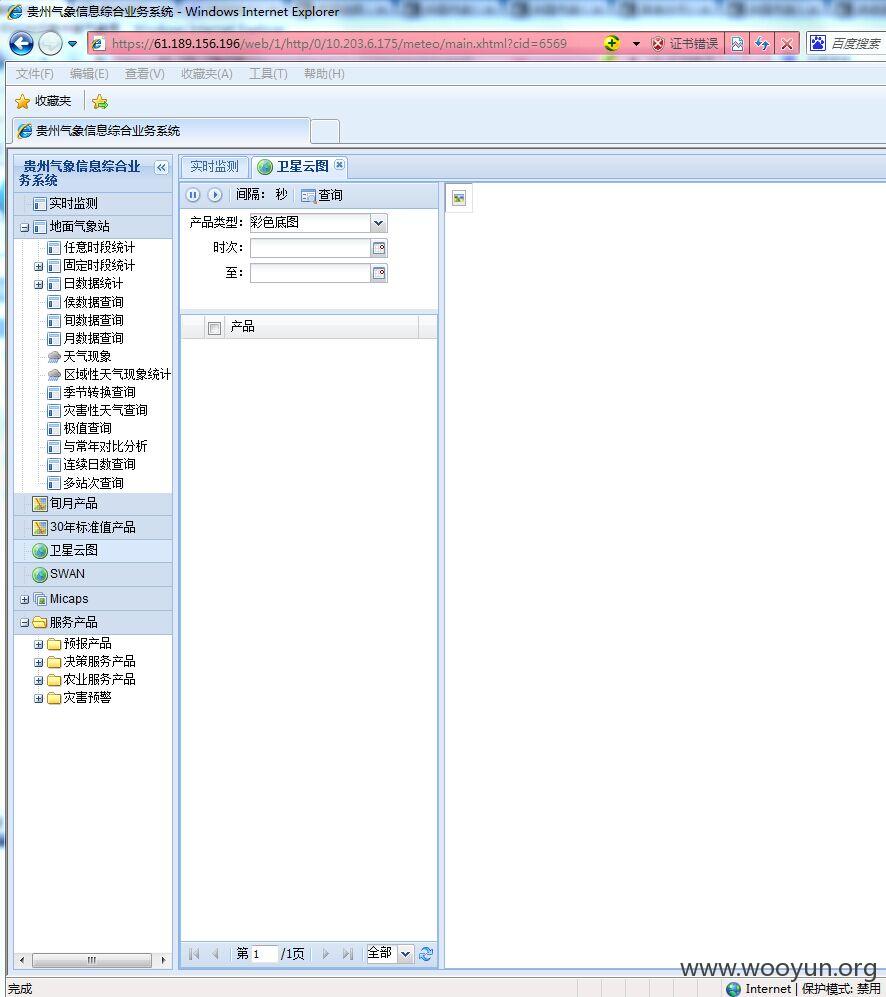 贵州气象信息综合业务系统 - Windows Internet Explorer
https://61.189.156.196/web/1/http/0/10.203.6.175/meteo/main.xhtml?cid=6569
证书错误
百度搜索
文件(F) 编辑(E) 查看(V) 收藏夹(A) 工具(T) 帮助(H)
收藏夹
贵州气象信息综合业务系统
贵州气象信息综合业
务系统
实时监测
地面气象站
任意时段统计
固定时段统计
日数据统计
侯数据查询
旬数据查询
月数据查询
天气现象
区域性天气现象统计
季节转换查询
灾害性天气查询
极值查询
与常年对比分析
连续日数查询
多站次查询
旬月产品
30年标准值产品
卫星云图
SWAN
Micaps
服务产品
预报产品
决策服务产品
农业服务产品
灾害预警
实时监测 卫星云图
间隔: 秒 查询
产品类型: 彩色底图
时次:
至:
产品
第 1 /1页 全部
www.wooyun.org
完成
Internet | 保护模式: 禁用